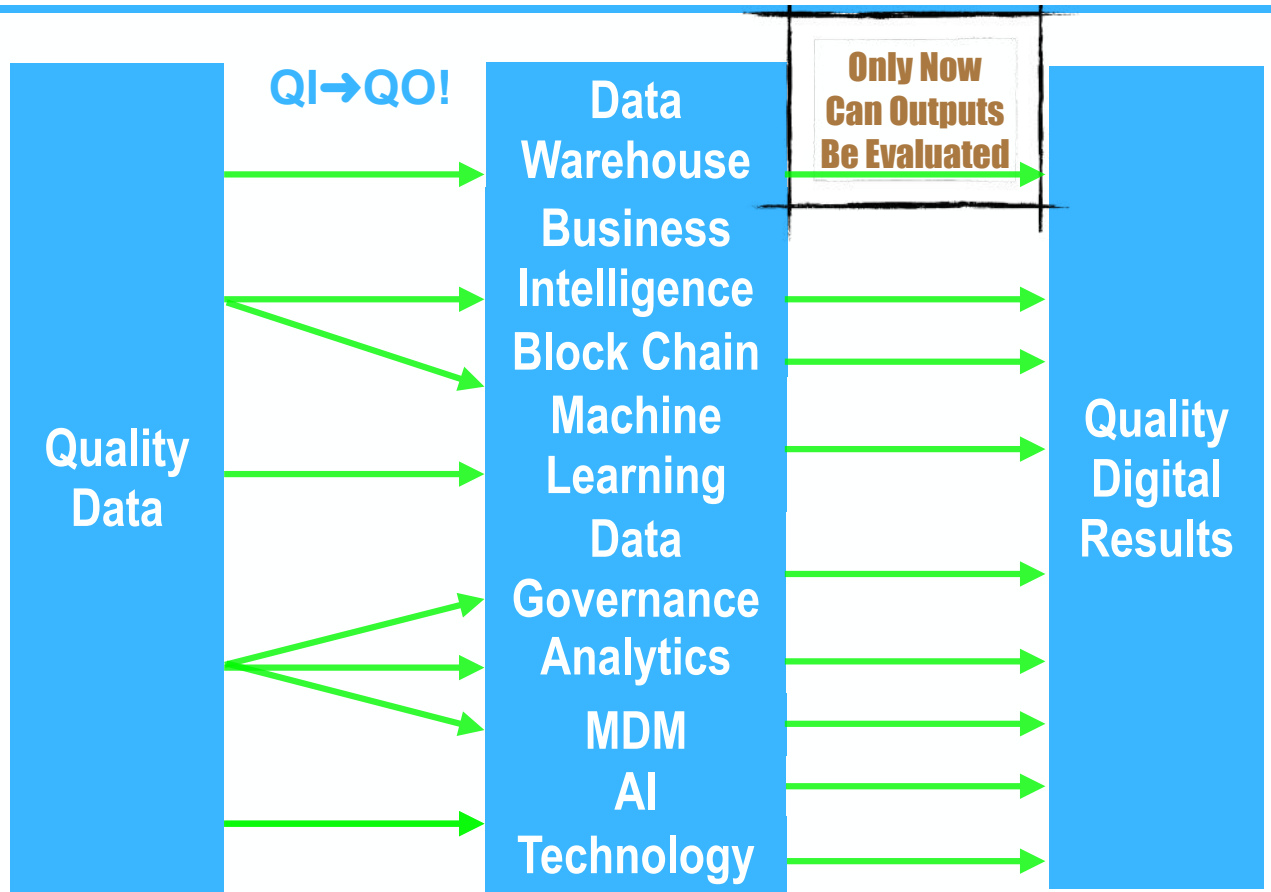 QI➜QO!
Only Now
Can Outputs
Be Evaluated
Quality
Data
Data
Warehouse
Business
Intelligence
Block Chain
Machine
Learning
Data
Governance
Analytics
MDM
AI
Technology
Quality
Digital
Results